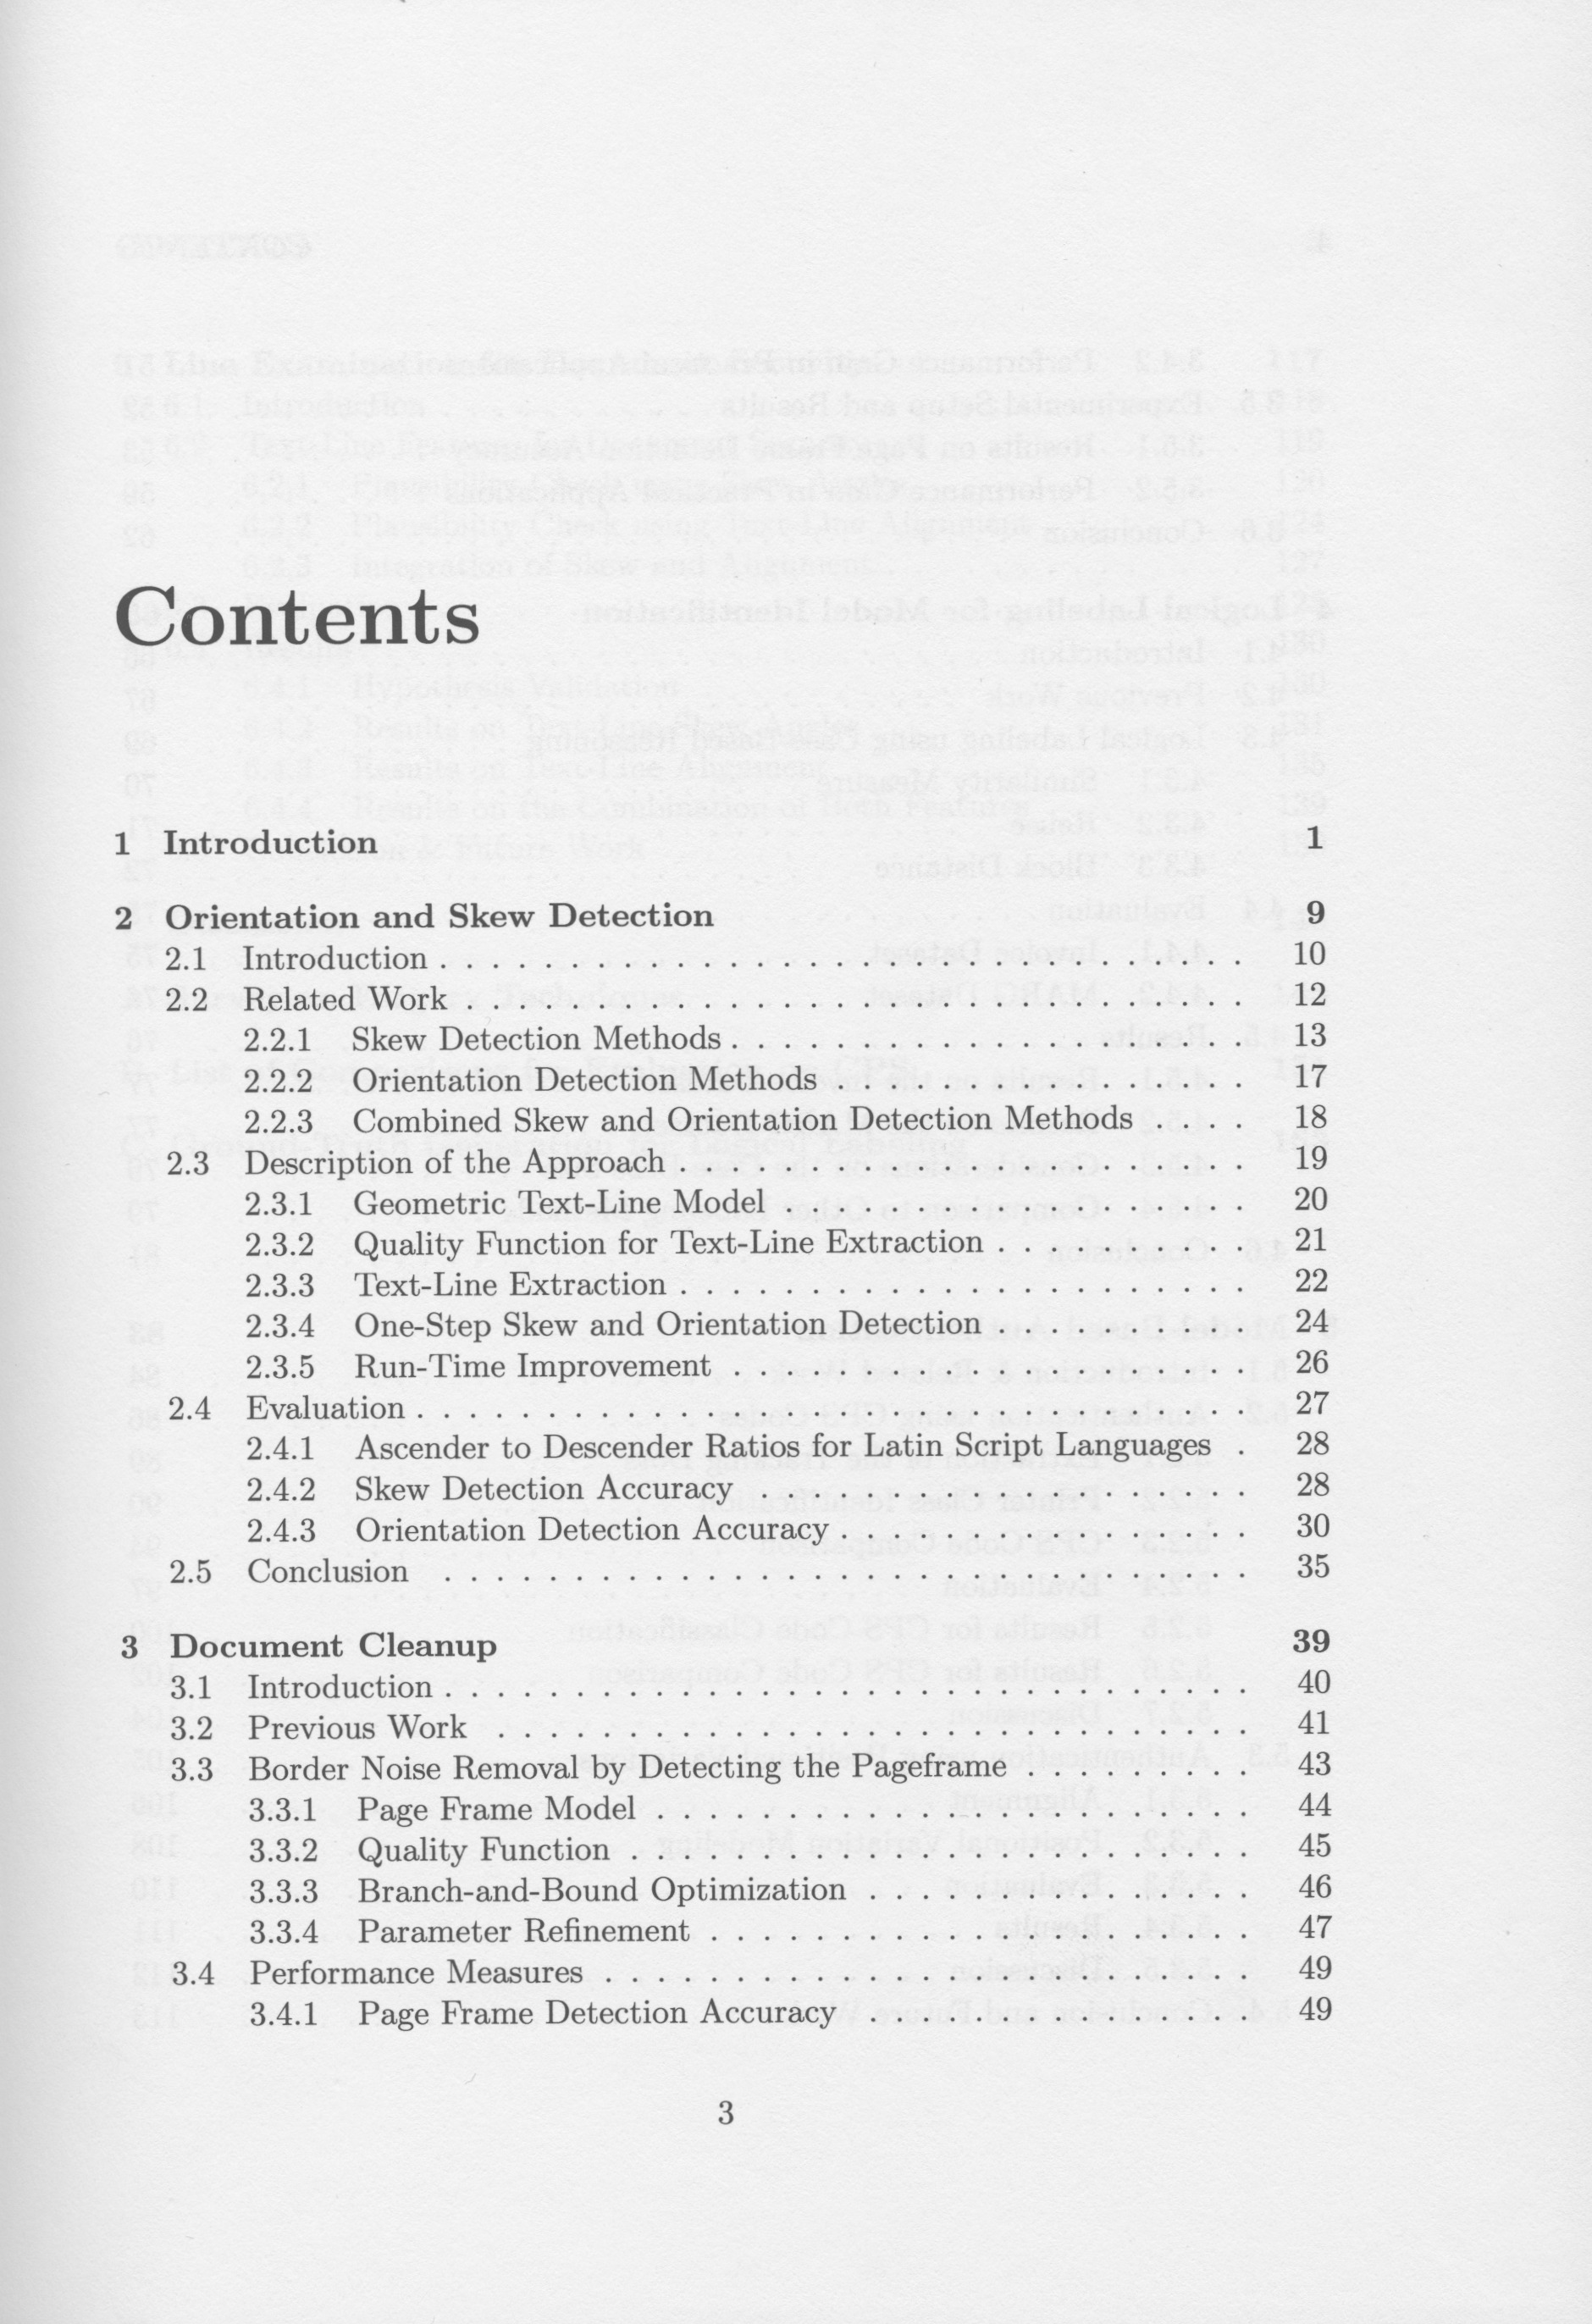 Contents
1 Introduction 1
2 Orientation and Skew Detection 9
2.1 Introduction . . . . . . . . . . . . . . . . . . . . . . . . . . . . . . . 10
2.2 Related Work . . . . . . . . . . . . . . . . . . . . . . . . . . . . . . 12
2.2.1 Skew Detection Methods . . . . . . . . . . . . . . . . . . . . 13
2.2.2 Orientation Detection Methods . . . . . . . . . . . . . . . . 17
2.2.3 Combined Skew and Orientation Detection Methods . . . . 18
2.3 Description of the Approach . . . . . . . . . . . . . . . . . . . . . . 19
2.3.1 Geometric Text-Line Model . . . . . . . . . . . . . . . . . . 20
2.3.2 Quality Function for Text-Line Extraction . . . . . . . . . . 21
2.3.3 Text-Line Extraction . . . . . . . . . . . . . . . . . . . . . . 22
2.3.4 One-Step Skew and Orientation Detection . . . . . . . . . . 24
2.3.5 Run-Time Improvement . . . . . . . . . . . . . . . . . . . . 26
2.4 Evaluation . . . . . . . . . . . . . . . . . . . . . . . . . . . . . . . . 27
2.4.1 Ascender to Descender Ratios for Latin Script Languages . 28
2.4.2 Skew Detection Accuracy . . . . . . . . . . . . . . . . . . . 28
2.4.3 Orientation Detection Accuracy . . . . . . . . . . . . . . . . 30
2.5 Conclusion . . . . . . . . . . . . . . . . . . . . . . . . . . . . . . . 35
3 Document Cleanup 39
3.1 Introduction . . . . . . . . . . . . . . . . . . . . . . . . . . . . . . . 40
3.2 Previous Work . . . . . . . . . . . . . . . . . . . . . . . . . . . . . 41
3.3 Border Noise Removal by Detecting the Pageframe . . . . . . . . . 43
3.3.1 Page Frame Model . . . . . . . . . . . . . . . . . . . . . . . 44
3.3.2 Quality Function . . . . . . . . . . . . . . . . . . . . . . . . 45
3.3.3 Branch-and-Bound Optimization . . . . . . . . . . . . . . . 46
3.3.4 Parameter Refinement . . . . . . . . . . . . . . . . . . . . . 47
3.4 Performance Measures . . . . . . . . . . . . . . . . . . . . . . . . . 49
3.4.1 Page Frame Detection Accuracy . . . . . . . . . . . . . . . 49
3